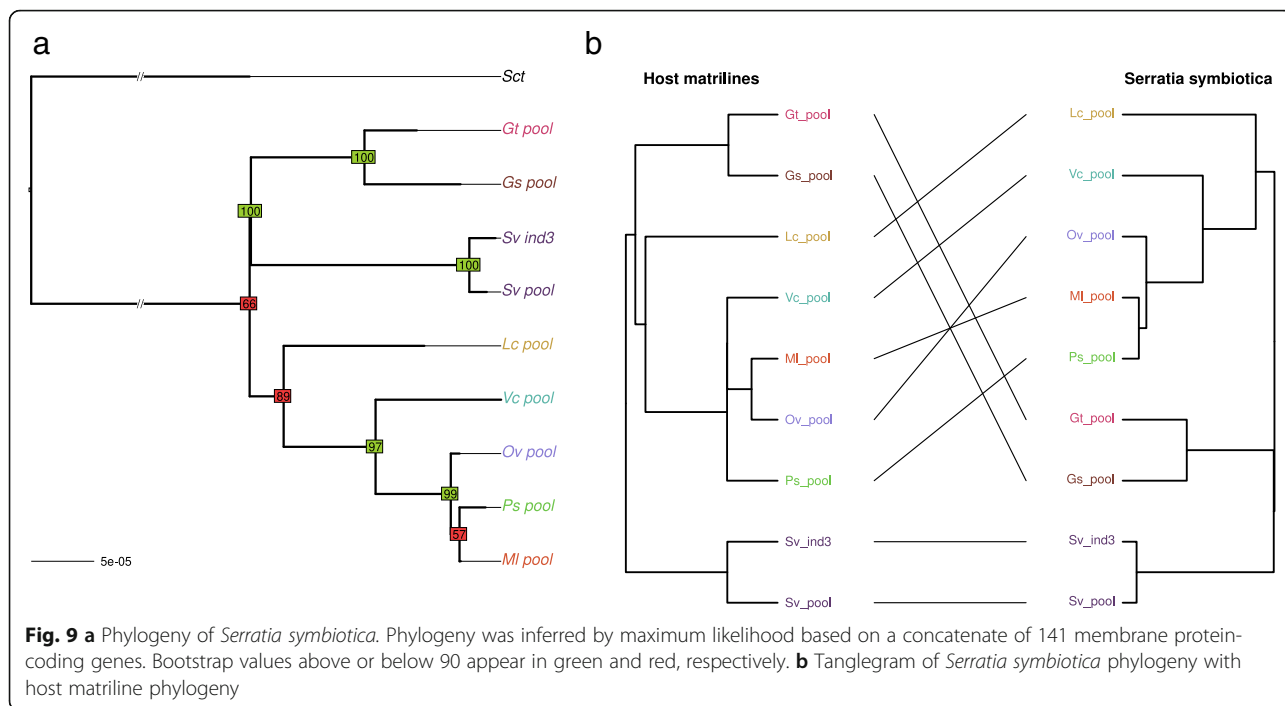 a
Sct
Gt pool
100
Gs pool
100
Sv ind3
100
Sv pool
66
Lc pool
89
Vc pool
97
Ov pool
99
Ps pool
57
Ml pool
5e-05
b
Host matrilines
Serratia symbiotica
Gt_pool
Gs_pool
Lc_pool
Vc_pool
Ml_pool
Ov_pool
Ps_pool
Sv_ind3
Sv_pool
Lc_pool
Vc_pool
Ov_pool
Ml_pool
Ps_pool
Gt_pool
Gs_pool
Sv_ind3
Sv_pool
Fig. 9 a Phylogeny of Serratia symbiotica. Phylogeny was inferred by maximum likelihood based on a concatenate of 141 membrane protein-
coding genes. Bootstrap values above or below 90 appear in green and red, respectively. b Tanglegram of Serratia symbiotica phylogeny with
host matriline phylogeny